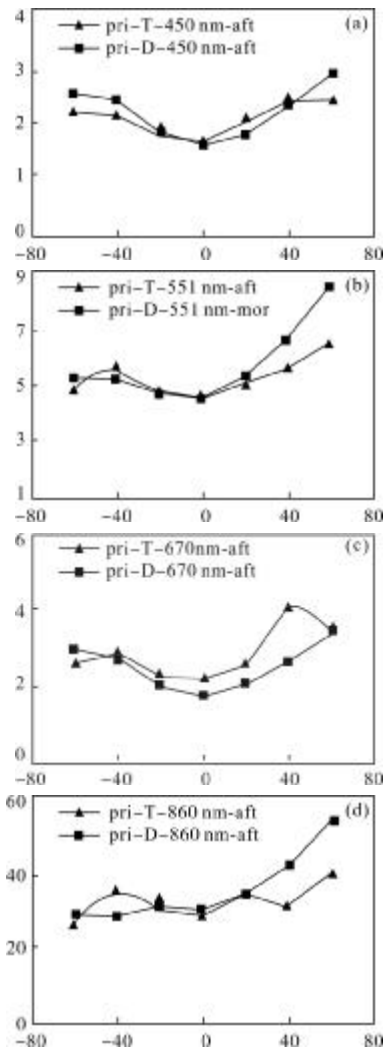 4
pri-T-450 nm-aft (a)
pri-D-450 nm-aft
3
2
1
0
-80 -40 0 40 80
9
pri-T-551 nm-aft (b)
pri-D-551 nm-mor
7
5
3
1
-80 -40 0 40 80
6
pri-T-670nm-aft (c)
pri-D-670 nm-aft
4
2
0
-80 -40 0 40 80
60
pri-T-860 nm-aft (d)
pri-D-860 nm-aft
40
20
0
-80 -40 0 40 80